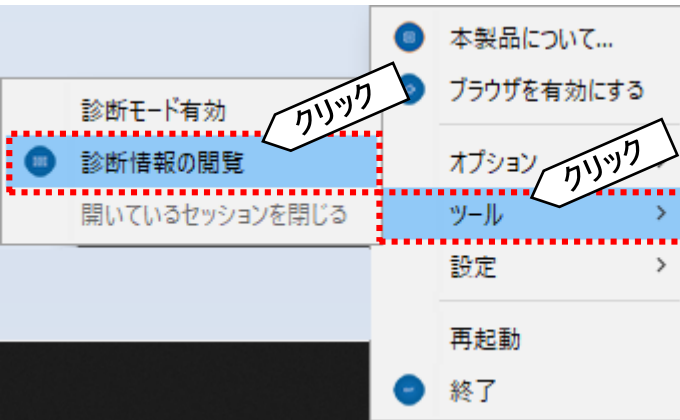 本製品について...
ブラウザを有効にする
オプション
クリック
ツール
設定
再起動
終了
診断モード有効
クリック
診断情報の閲覧
開いているセッションを閉じる